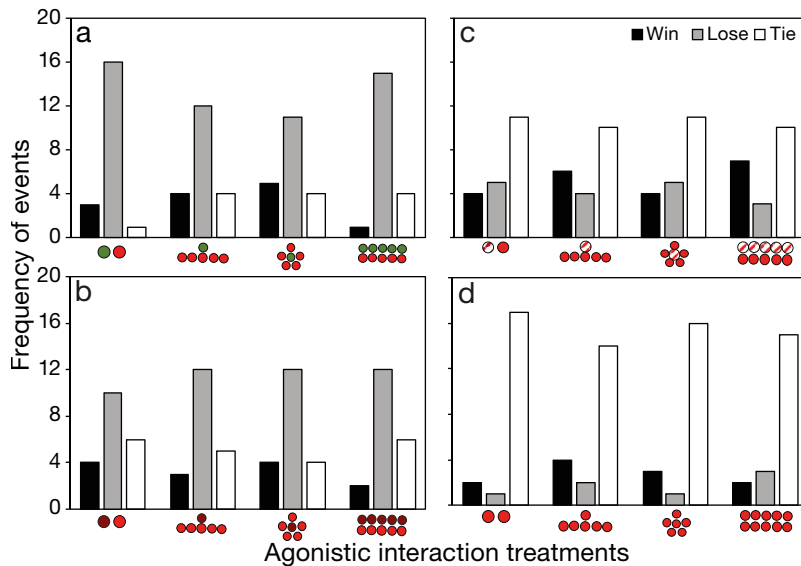 a
20
16
12
8
4
0
b
20
16
12
8
4
0
c
Win Lose Tie
d
Frequency of events
Agonistic interaction treatments